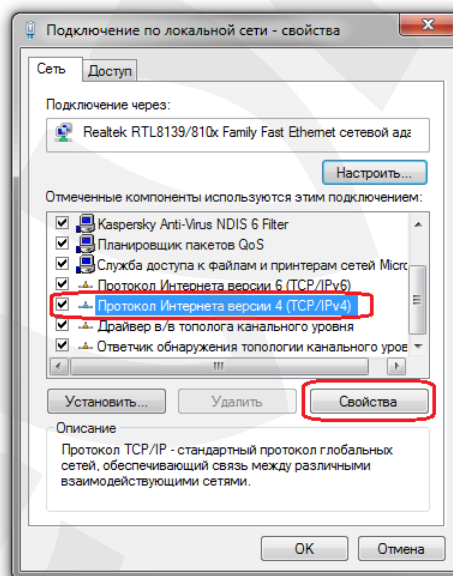 Подключение по локальной сети - свойства
Сеть
Доступ
Подключение через:
Realtek RTL8139/810x Family Fast Ethernet сетевой ада
Настроить...
Отмеченные компоненты используются этим подключением:
Kaspersky Anti-Virus NDIS 6 Filter
Планировщик пакетов QoS
Служба доступа к файлам и принтерам сетей Micro
Протокол Интернета версии 6 (TCP/IPv6)
Протокол Интернета версии 4 (TCP/IPv4)
Драйвер в/в тополога канального уровня
Ответчик обнаружения топологии канального уров
Установить...
Удалить
Свойства
Описание
Протокол TCP/IP - стандартный протокол глобальных
сетей, обеспечивающий связь между различными
взаимодействующими сетями.
OK
Отмена